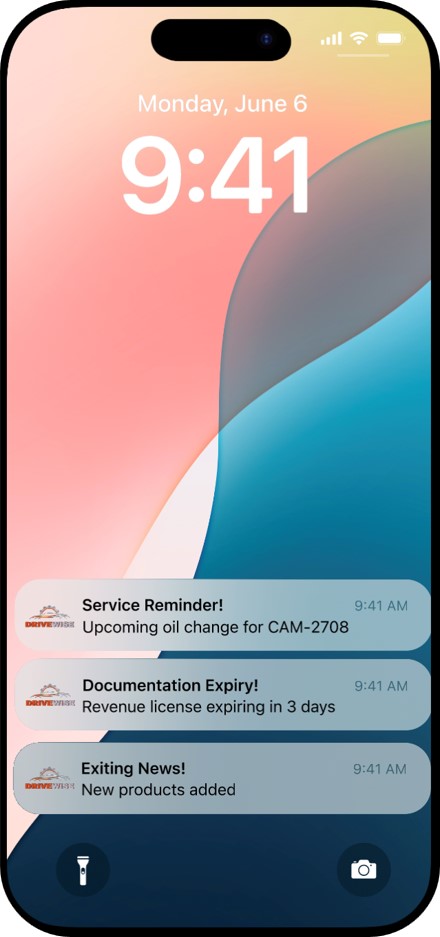 Monday, June 6
9:41
Service Reminder!
9:41 AM
Upcoming oil change for CAM-2708
DRIVEWISE
Documentation Expiry!
9:41 AM
Revenue license expiring in 3 days
DRIVEWISE
Exiting News!
9:41 AM
New products added
DRIVEWISE